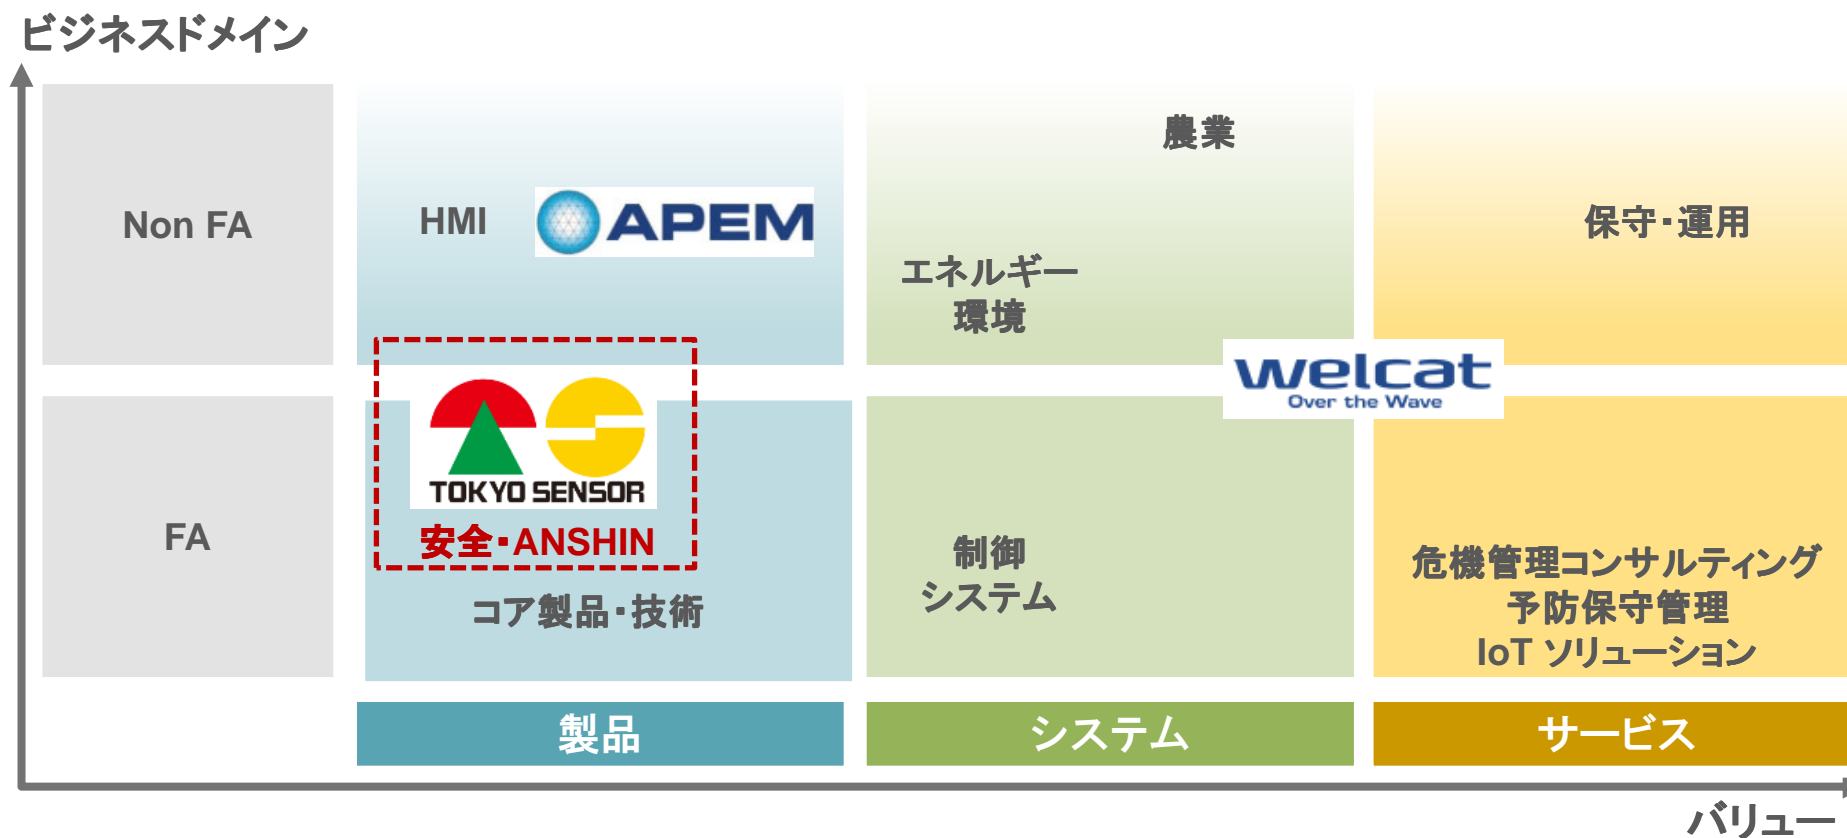 ビジネスドメイン
Non FA
HMI
APEM
農業
エネルギー
環境
保守・運用
welcat
Over the Wave
FA
TOKYO SENSOR
安全・ANSHIN
コア製品・技術
制御
システム
危機管理コンサルティング
予防保守管理
IoT ソリューション
製品
システム
サービス
バリュー